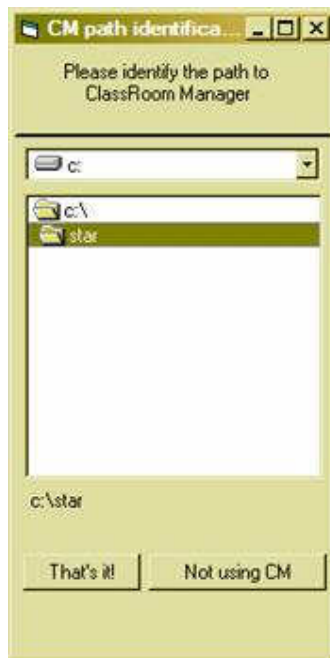 CM path identifica...
Please identify the path to
ClassRoom Manager
c:
c:\
star
c:\star
That's it!
Not using CM